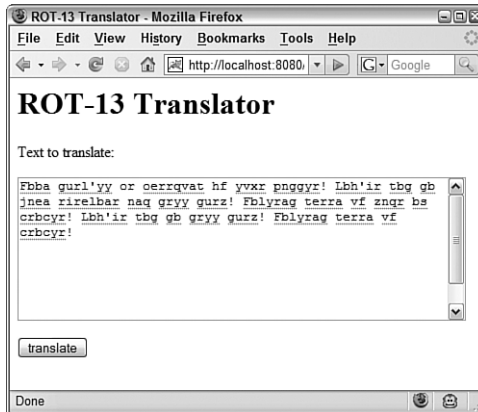 ROT-13 Translator - Mozilla Firefox
File Edit View History Bookmarks Tools Help
http://localhost:8080/ G Google
ROT-13 Translator
Text to translate:
Fbba gurl'yy or oerrqvat hf yvxr pnggyr! Lbh'ir tbg gb
jnea rirelbar naq gryy gurz! Fblyrag terra vf znqr bs
crbcyr! Lbh'ir tbg gb gryy gurz! Fblyrag terra vf
crbcyr!
translate
Done